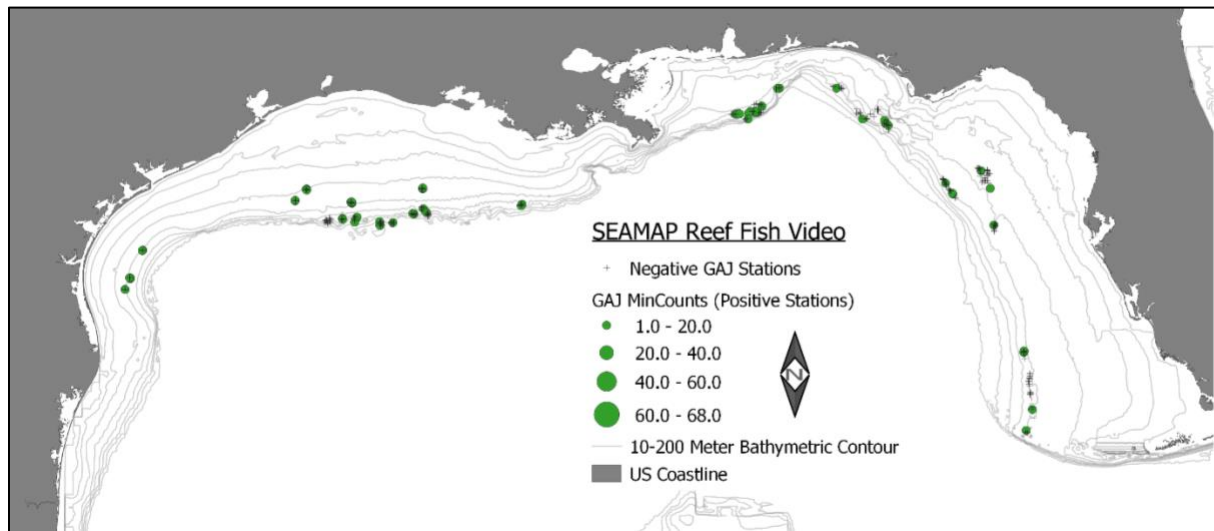 SEAMAP Reef Fish Video
Negative GAJ Stations
GAJ MinCounts (Positive Stations)
1.0 - 20.0
20.0 - 40.0
40.0 - 60.0
60.0 - 68.0
N
10-200 Meter Bathymetric Contour
US Coastline